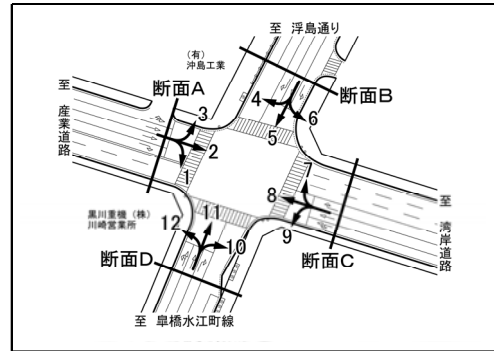 至 浮島通り
(有)
沖島工業
断面A
断面B
至 産業道路
3
2
1
4
5
6
7
8
9
至 湾岸道路
黒川重機(株)
川崎営業所
12
11
10
断面D
断面C
至 皐橋水江町線